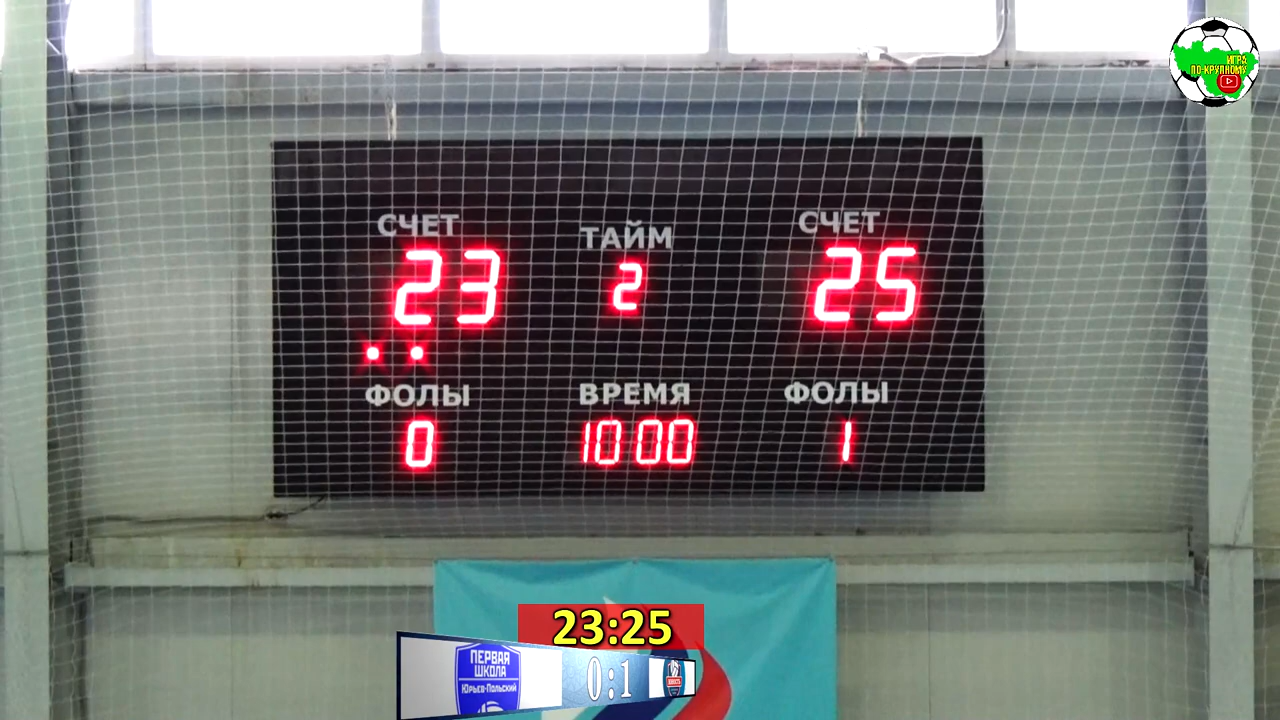 ИГРА
ПО-КРУПНОМУ
СЧЕТ ТАЙМ СЧЕТ
23 2 25
ФОЛЫ ВРЕМЯ ФОЛЫ
0 10 00 1
23:25
ПЕРВАЯ
ШКОЛА
Юрьев-Польский
0:1
ЮНОСТЬ